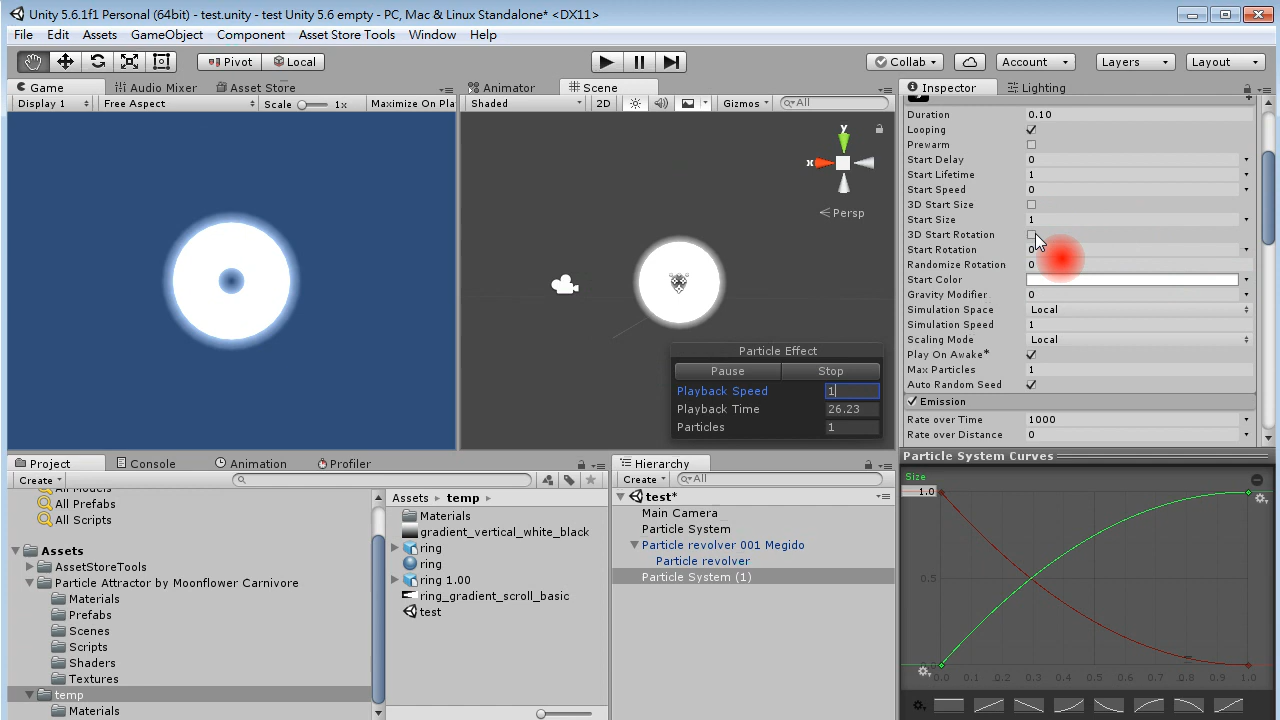 Unity 5.6.1f1 Personal (64bit) - test.unity - test Unity 5.6 empty - PC, Mac & Linux Standalone* <DX11>
File Edit Assets GameObject Component Asset Store Tools Window Help
Pivot Local Collab Account Layers Layout
Game Audio Mixer Asset Store
Display 1 Free Aspect Scale 1x Maximize On Pla
Animator Scene
Shaded 2D Gizmos All
y
x
Persp
Particle Effect
Pause Stop
Playback Speed 1
Playback Time 26.23
Particles 1
Inspector Lighting
Duration 0.10
Looping
Prewarm
Start Delay 0
Start Lifetime 1
Start Speed 0
3D Start Size
Start Size 1
3D Start Rotation
Start Rotation 0
Randomize Rotation 0
Start Color
Gravity Modifier 0
Simulation Space Local
Simulation Speed 1
Scaling Mode Local
Play On Awake*
Max Particles 1
Auto Random Seed
Emission
Rate over Time 1000
Rate over Distance 0
Project Console Animation Profiler
Create
All Prefabs
All Scripts
Assets
AssetStoreTools
Particle Attractor by Moonflower Carnivore
Materials
Prefabs
Scenes
Scripts
Shaders
Textures
temp
Materials
Assets temp
Materials
gradient_vertical_white_black
ring
ring
ring 1.00
ring_gradient_scroll_basic
test
Hierarchy
Create All
test*
Main Camera
Particle System
Particle revolver 001 Megido
Particle revolver
Particle System (1)
Particle System Curves
Size
1.0
0.5
0.0 0.1 0.2 0.3 0.4 0.5 0.6 0.7 0.8 0.9 1.0